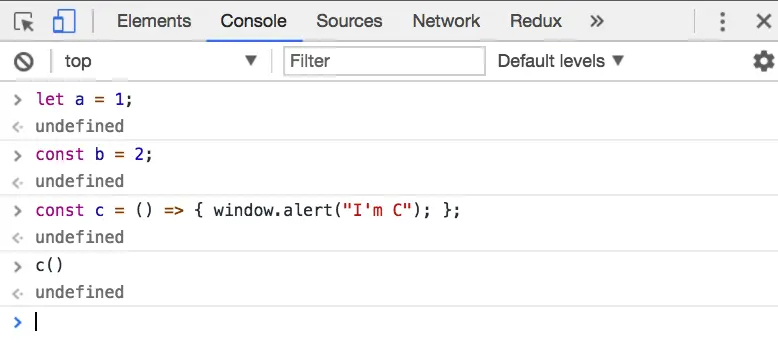 Elements Console Sources Network Redux »
top ▼ Filter Default levels ▼
> let a = 1;
<· undefined
> const b = 2;
<· undefined
> const c = () => { window.alert("I'm C"); };
<· undefined
> c()
<· undefined
>